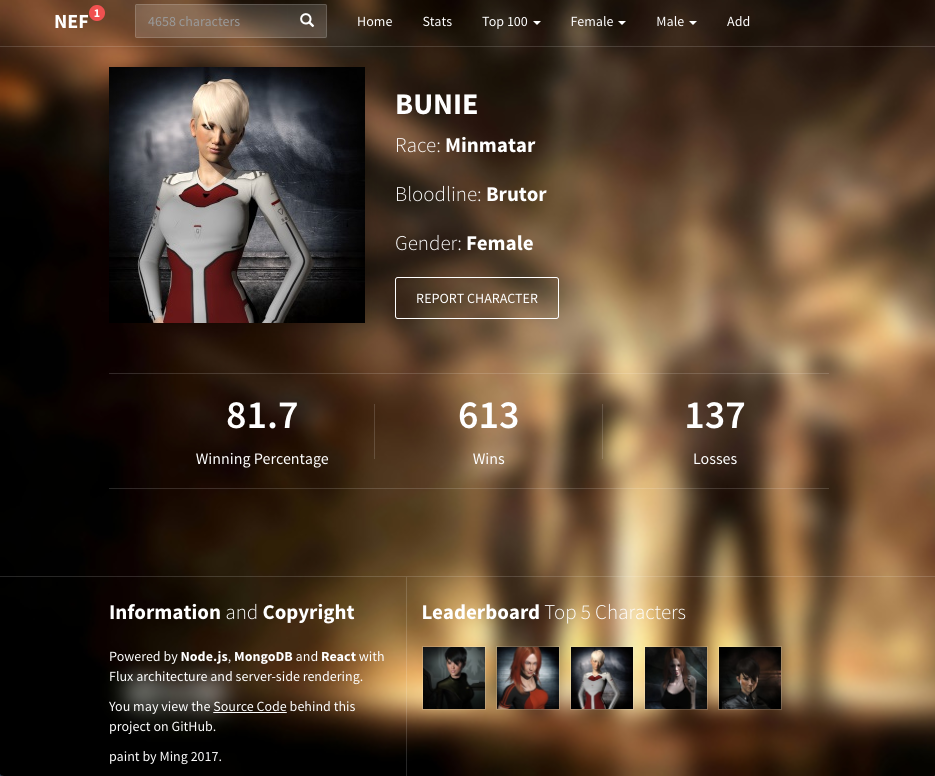 NEF 1 4658 characters Home Stats Top 100 Female Male Add
BUNIE
Race: Minmatar
Bloodline: Brutor
Gender: Female
REPORT CHARACTER
81.7 613 137
Winning Percentage Wins Losses
Information and Copyright
Powered by Node.js, MongoDB and React with
Flux architecture and server-side rendering.
You may view the Source Code behind this
project on GitHub.
paint by Ming 2017.
Leaderboard Top 5 Characters